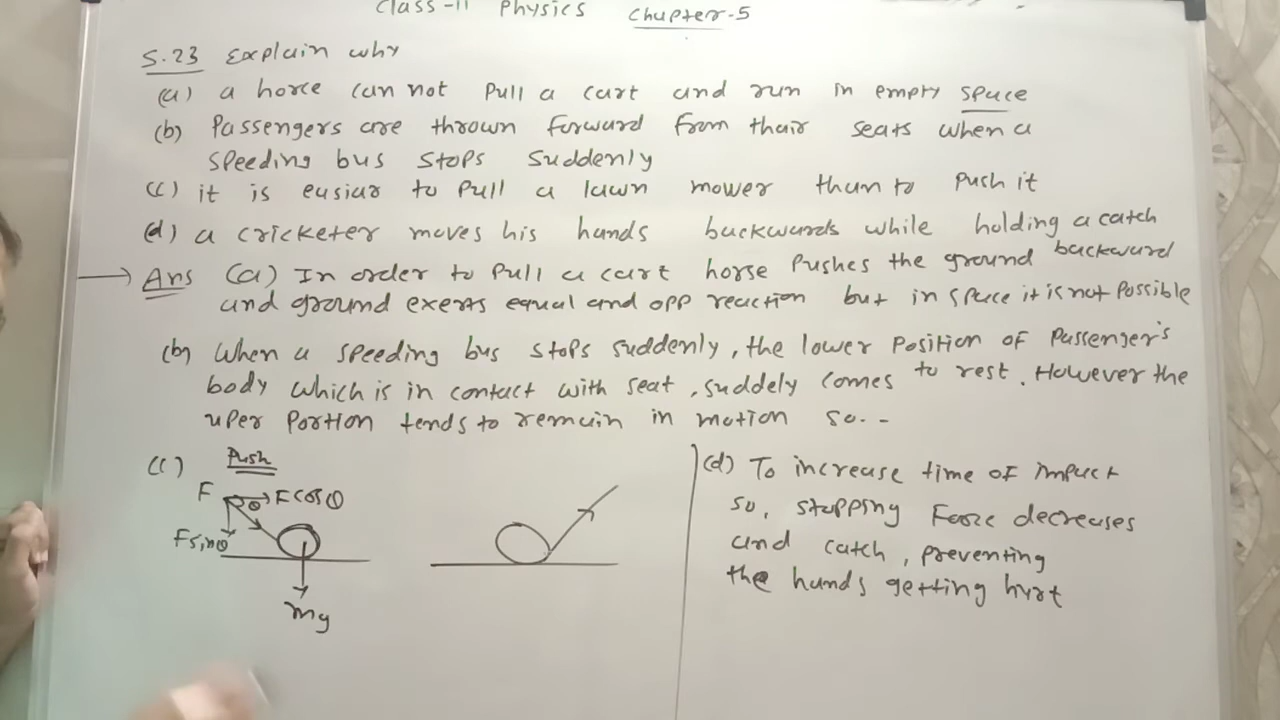 Class-11 Physics Chapter-5
5.23 Explain why
(a) a horce can not pull a cart and run in empty space
(b) Passengers are thrown forward from thair seats when a
speeding bus stops suddenly
(c) it is easiar to pull a lawn mower than to push it
(d) a cricketer moves his hands backwards while holding a catch
→ Ans (a) In order to pull a cart horse pushes the ground backward
and ground exerts equal and opp reaction but in space it is not possible
(b) When a speeding bus stops suddenly, the lower position of passenger's
body which is in contact with seat, suddely comes to rest. However the
uper portion tends to remain in motion so..-
(c) Push
F θ Fcosθ
Fsinθ
mg
(d) To increase time of impact
so, stopping Force decreases
and catch, preventing
the hands getting hurt